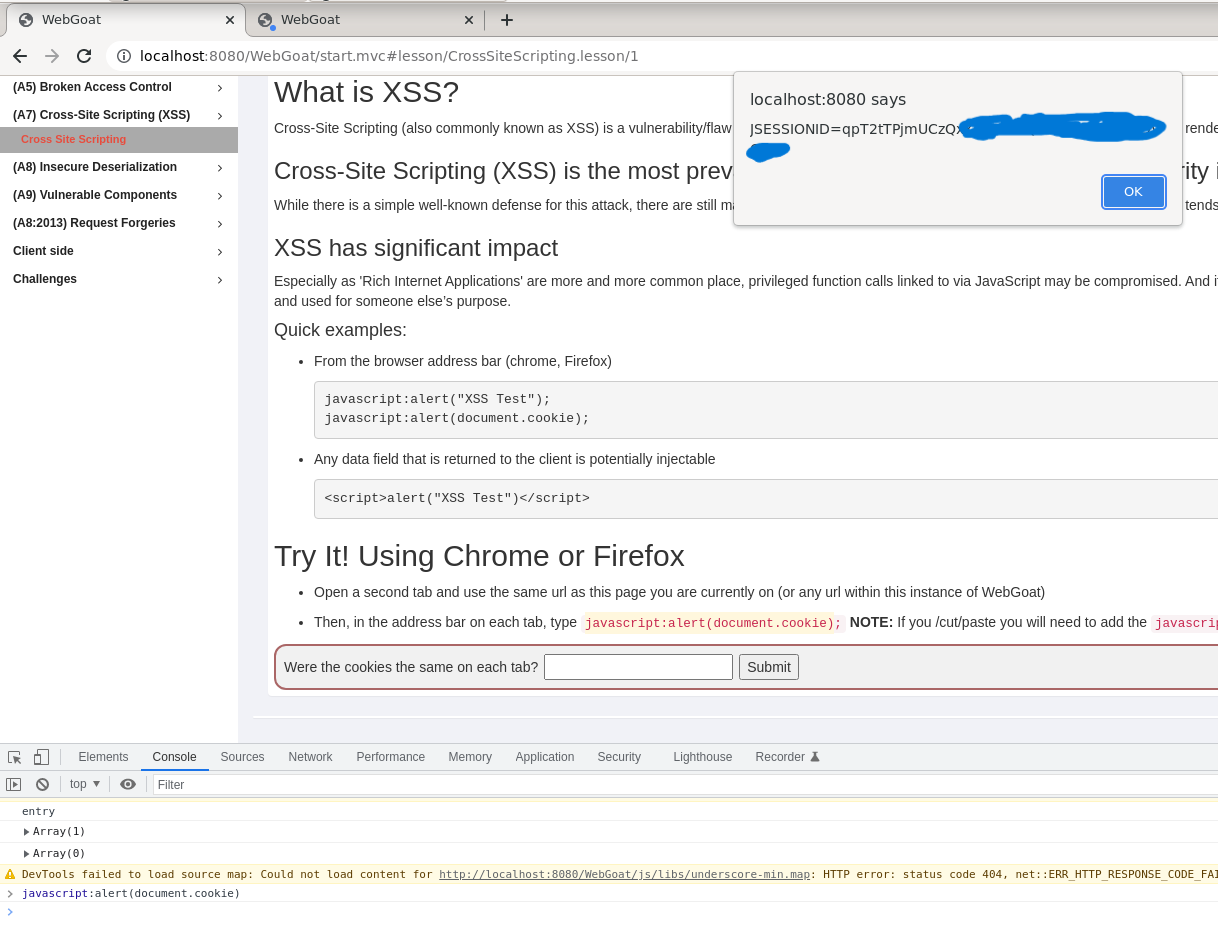 WebGoat
WebGoat
localhost:8080/WebGoat/start.mvc#lesson/CrossSiteScripting.lesson/1
(A5) Broken Access Control
(A7) Cross-Site Scripting (XSS)
Cross Site Scripting
(A8) Insecure Deserialization
(A9) Vulnerable Components
(A8:2013) Request Forgeries
Client side
Challenges
localhost:8080 says
JSESSIONID=qpT2tTPjmUCzQ
OK
What is XSS?
Cross-Site Scripting (also commonly known as XSS) is a vulnerability/flaw
Cross-Site Scripting (XSS) is the most
While there is a simple well-known defense for this attack, there are still
tends
XSS has significant impact
Especially as 'Rich Internet Applications' are more and more common place, privileged function calls linked to via JavaScript may be compromised. And
and used for someone else's purpose.
Quick examples:
• From the browser address bar (chrome, Firefox)
javascript:alert("XSS Test");
javascript:alert(document.cookie);
• Any data field that is returned to the client is potentially injectable
<script>alert("XSS Test")</script>
Try It! Using Chrome or Firefox
• Open a second tab and use the same url as this page you are currently on (or any url within this instance of WebGoat)
• Then, in the address bar on each tab, type javascript:alert(document.cookie); NOTE: If you /cut/paste you will need to add the
Were the cookies the same on each tab? Submit
Elements Console Sources Network Performance Memory Application Security Lighthouse Recorder
top Filter
entry
Array(1)
Array(0)
DevTools failed to load source map: Could not load content for http://localhost:8080/WebGoat/js/libs/underscore-min.map: HTTP error: status code 404,
javascript:alert(document.cookie)